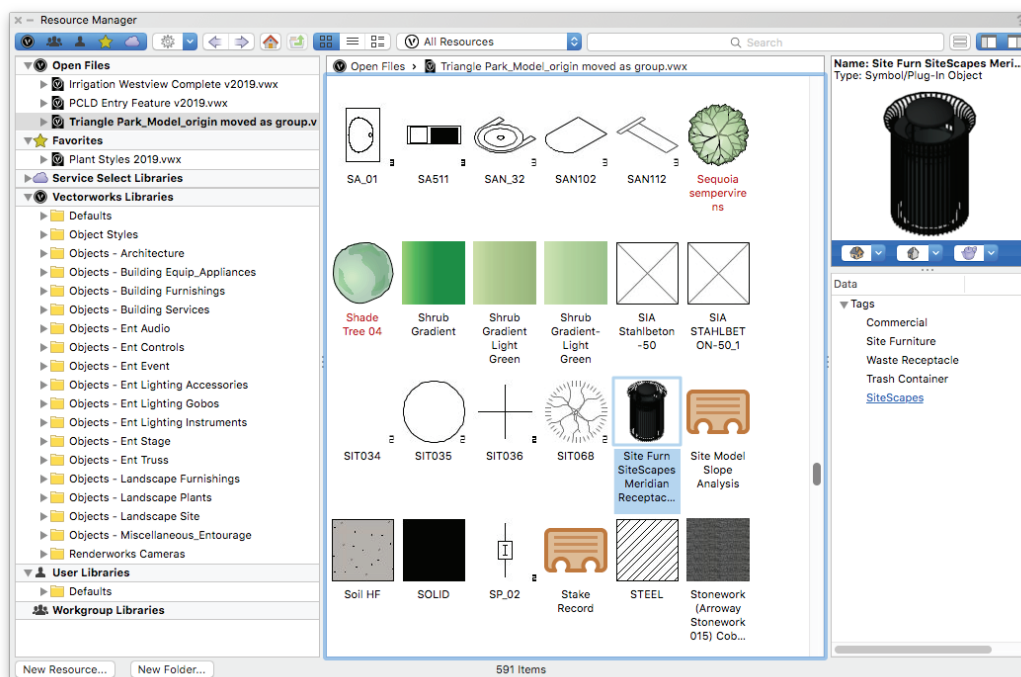 Resource Manager
All Resources
Search
Open Files
Irrigation Westview Complete v2019.vwx
PCLD Entry Feature v2019.vwx
Triangle Park_Model_origin moved as group.v
Favorites
Plant Styles 2019.vwx
Service Select Libraries
Vectorworks Libraries
Defaults
Object Styles
Objects - Architecture
Objects - Building Equip_Appliances
Objects - Building Furnishings
Objects - Building Services
Objects - Ent Audio
Objects - Ent Controls
Objects - Ent Event
Objects - Ent Lighting Accessories
Objects - Ent Lighting Gobos
Objects - Ent Lighting Instruments
Objects - Ent Stage
Objects - Ent Truss
Objects - Landscape Furnishings
Objects - Landscape Plants
Objects - Landscape Site
Objects - Miscellaneous_Entourage
Renderworks Cameras
User Libraries
Defaults
Workgroup Libraries
New Resource...
New Folder...
Open Files › Triangle Park_Model_origin moved as group.vwx
SA_01
SA511
SAN_32
SAN102
SAN112
Sequoia
sempervire
ns
Shade
Tree 04
Shrub
Gradient
Shrub
Gradient
Light
Green
Shrub
Gradient-
Light
Green
SIA
Stahlbeton
-50
SIA
STAHLBET
ON-50_1
SIT034
SIT035
SIT036
SIT068
Site Furn
SiteScapes
Meridian
Receptac...
Site Model
Slope
Analysis
Soil HF
SOLID
SP_02
Stake
Record
STEEL
Stonework
(Arroway
Stonework
015) Cob...
591 Items
Name: Site Furn SiteScapes Meri...
Type: Symbol/Plug-In Object
Data
Tags
Commercial
Site Furniture
Waste Receptacle
Trash Container
SiteScapes